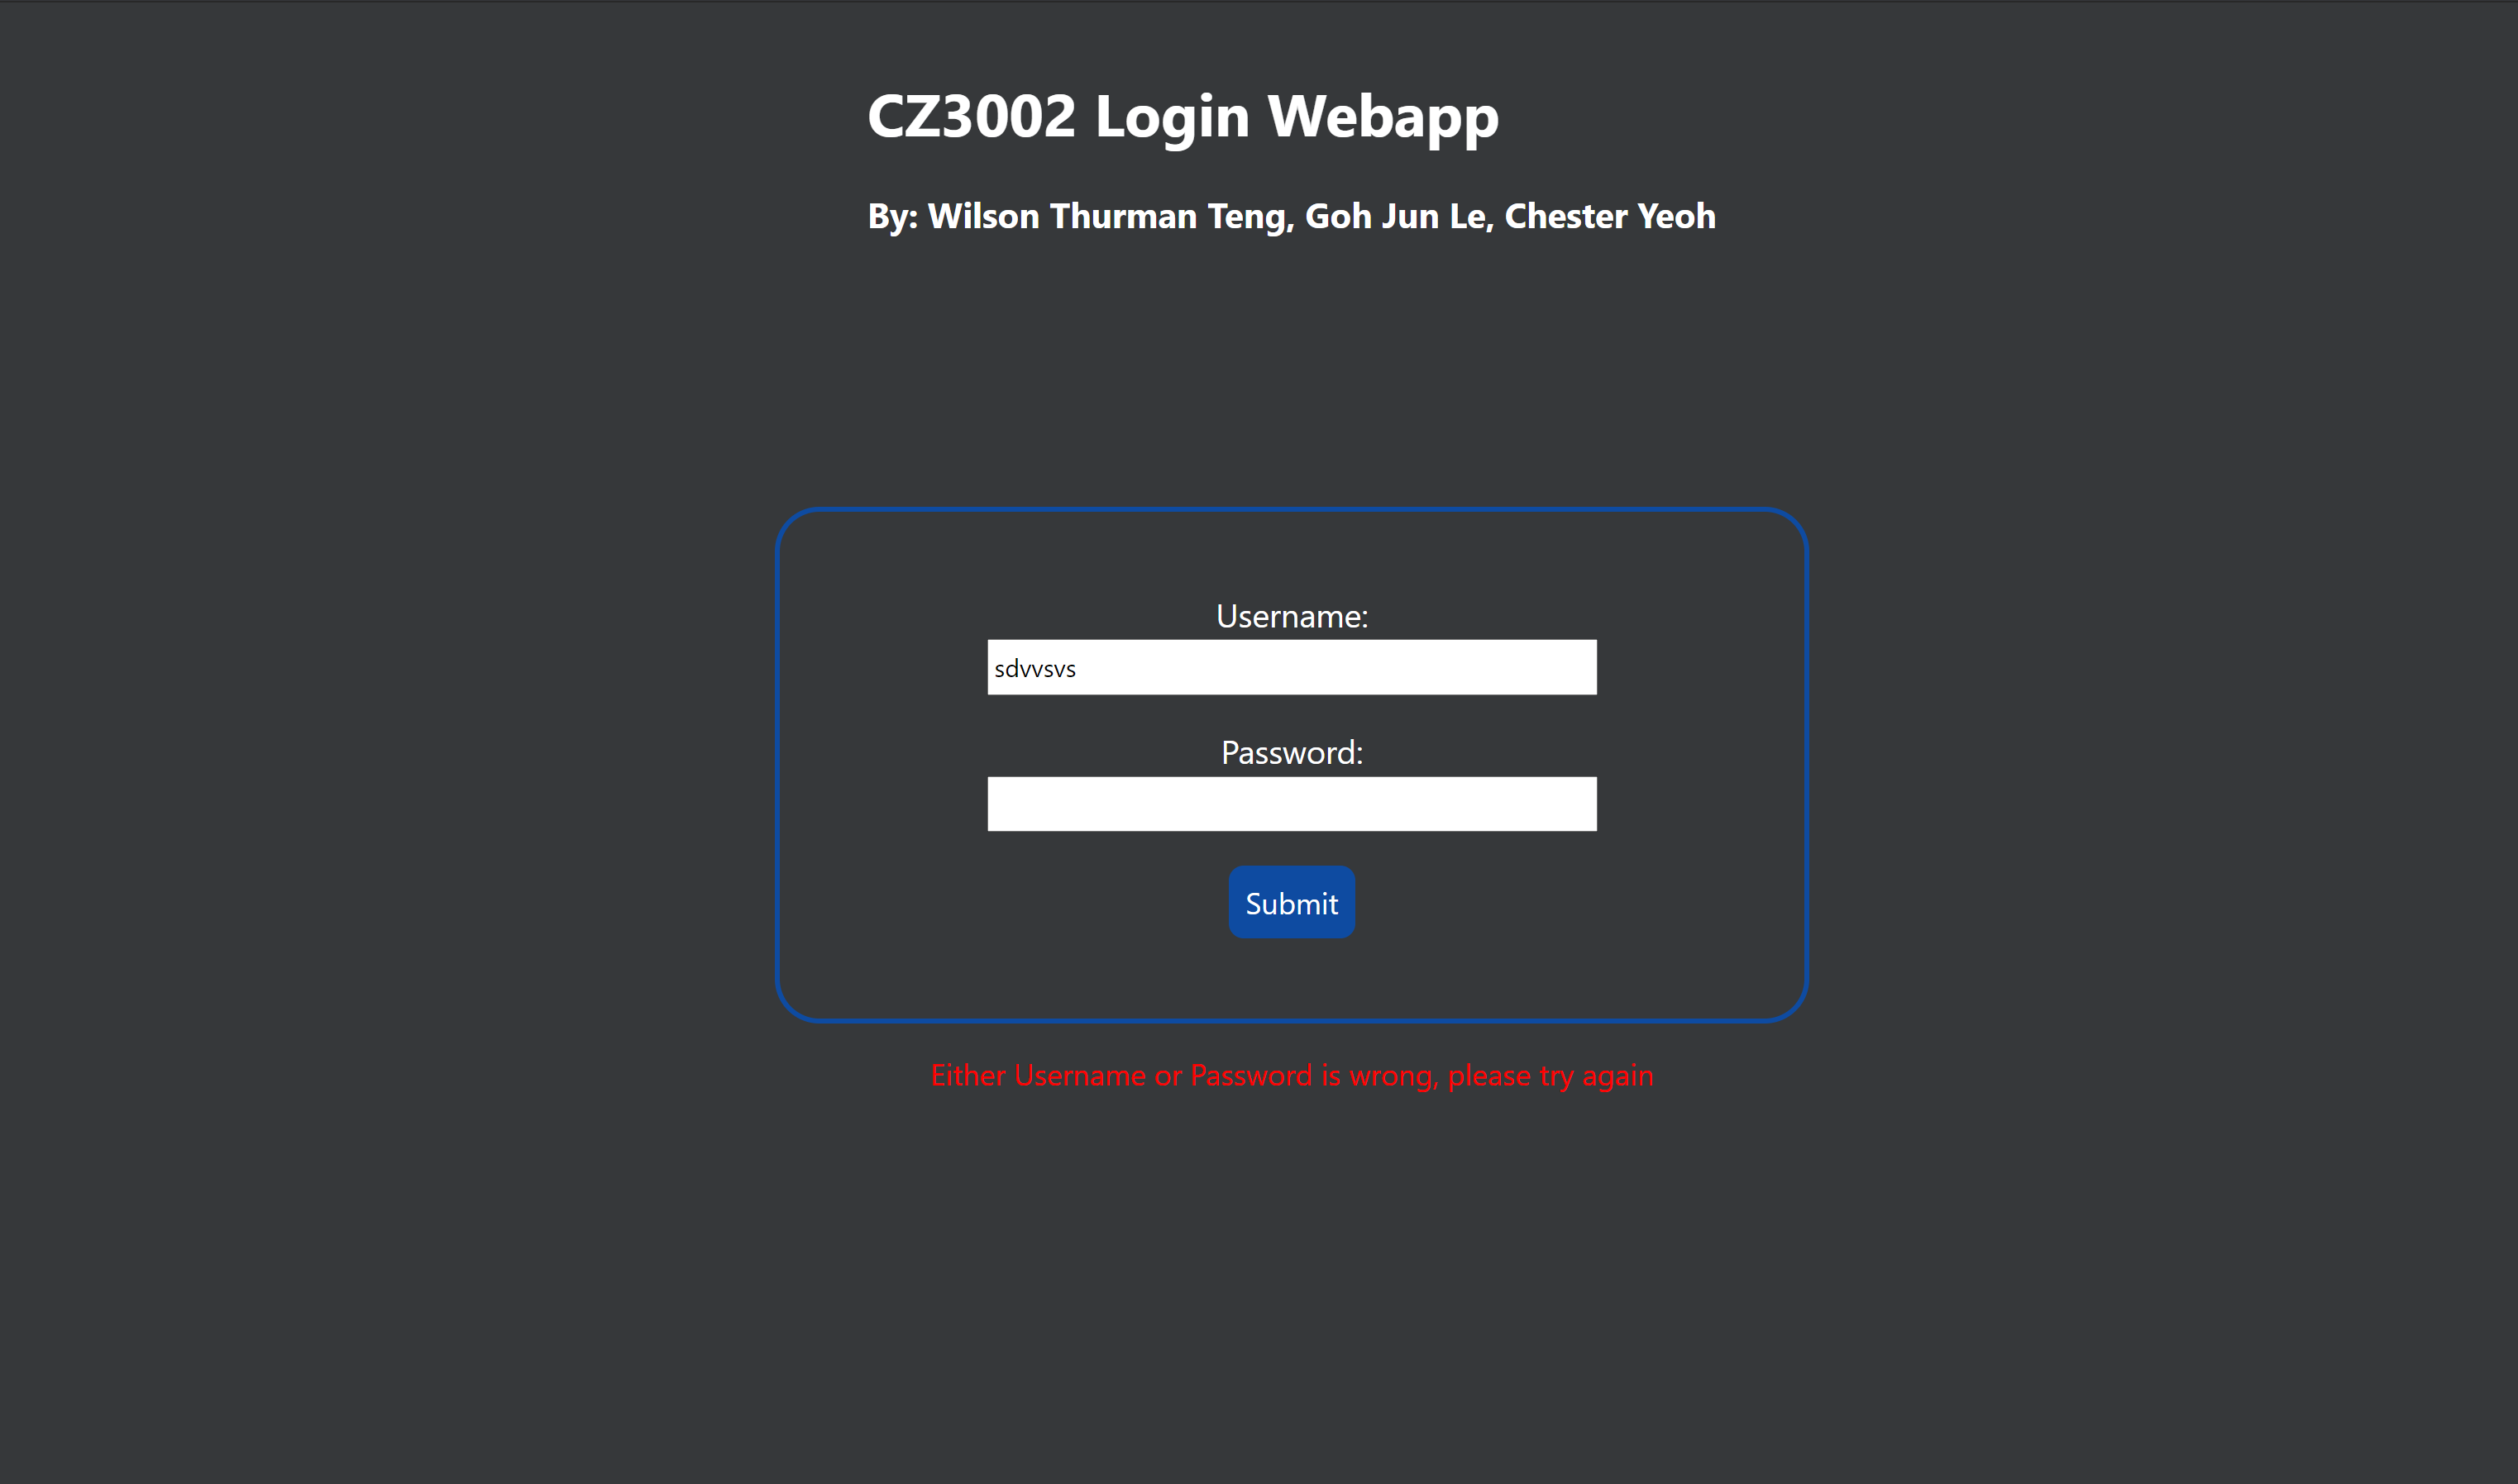 CZ3002 Login Webapp
By: Wilson Thurman Teng, Goh Jun Le, Chester Yeoh
Username:
sdvvsvs
Password:
Submit
Either Username or Password is wrong, please try again